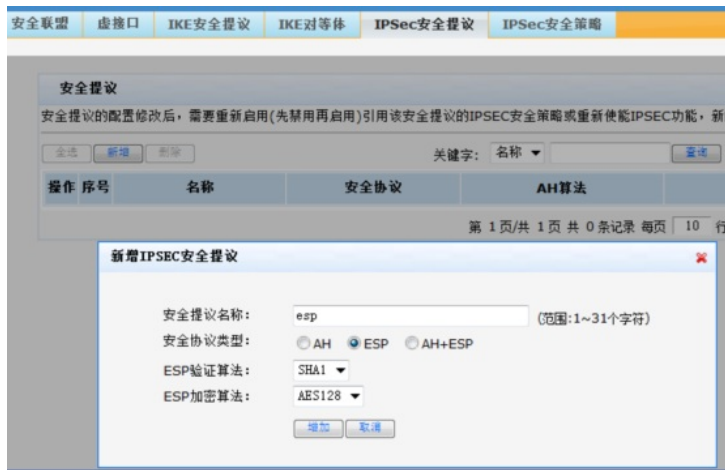 安全联盟 虚接口 IKE安全提议 IKE对等体 IPSec安全提议 IPSec安全策略
安全提议
安全提议的配置修改后，需要重新启用(先禁用再启用)引用该安全提议的IPSEC安全策略或重新使能IPSEC功能，新
全选 新增 删除 关键字： 名称 查询
操作 序号 名称 安全协议 AH算法
第 1 页/共 1 页 共 0 条记录 每页 10 行
新增IPSEC安全提议
安全提议名称： esp (范围:1~31个字符)
安全协议类型： AH ESP AH+ESP
ESP验证算法： SHA1
ESP加密算法： AES128
增加 取消